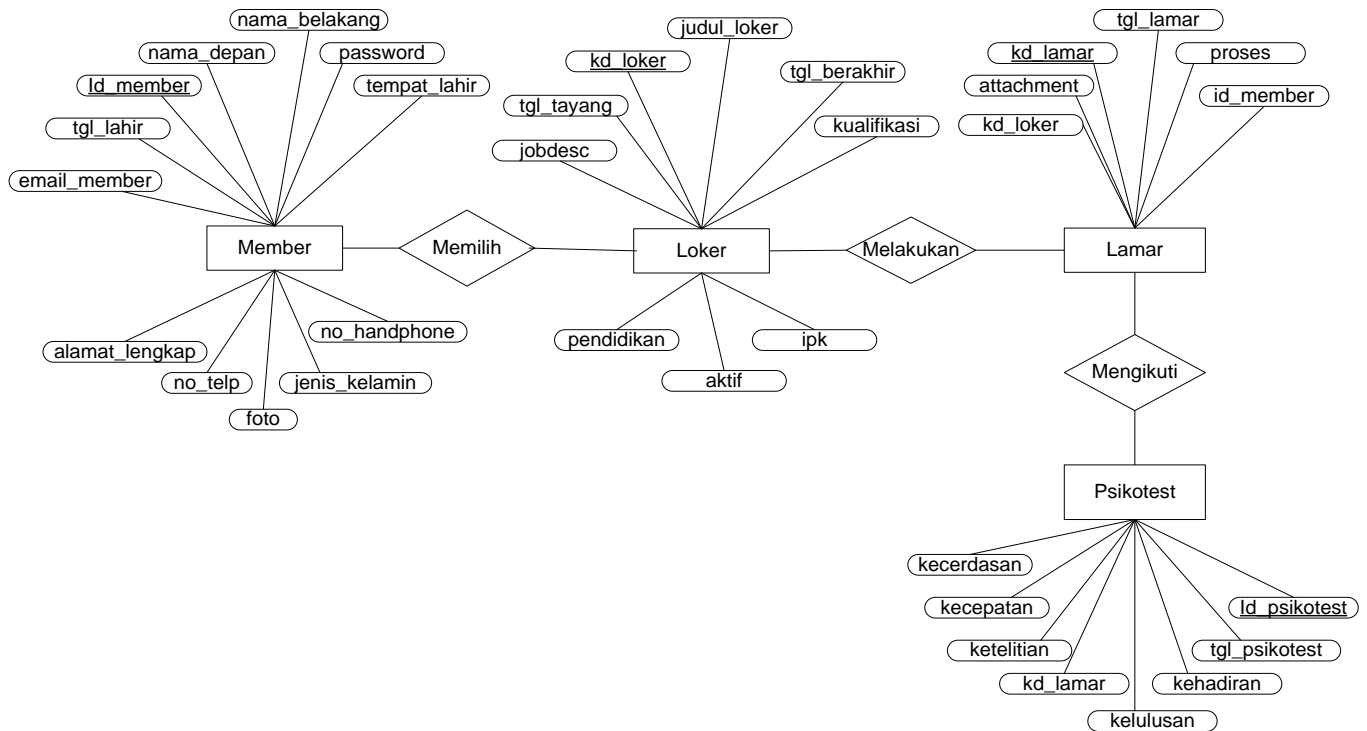 nama_belakang
nama_depan
password
Id_member
tempat_lahir
tgl_lahir
email_member
Member
alamat_lengkap
no_telp
foto
jenis_kelamin
no_handphone
Memilih
judul_loker
kd_loker
tgl_berakhir
tgl_tayang
kualifikasi
jobdesc
Loker
pendidikan
aktif
ipk
Melakukan
tgl_lamar
kd_lamar
proses
attachment
id_member
kd_loker
Lamar
Mengikuti
Psikotest
kecerdasan
kecepatan
ketelitian
kd_lamar
kelulusan
kehadiran
tgl_psikotest
Id_psikotest